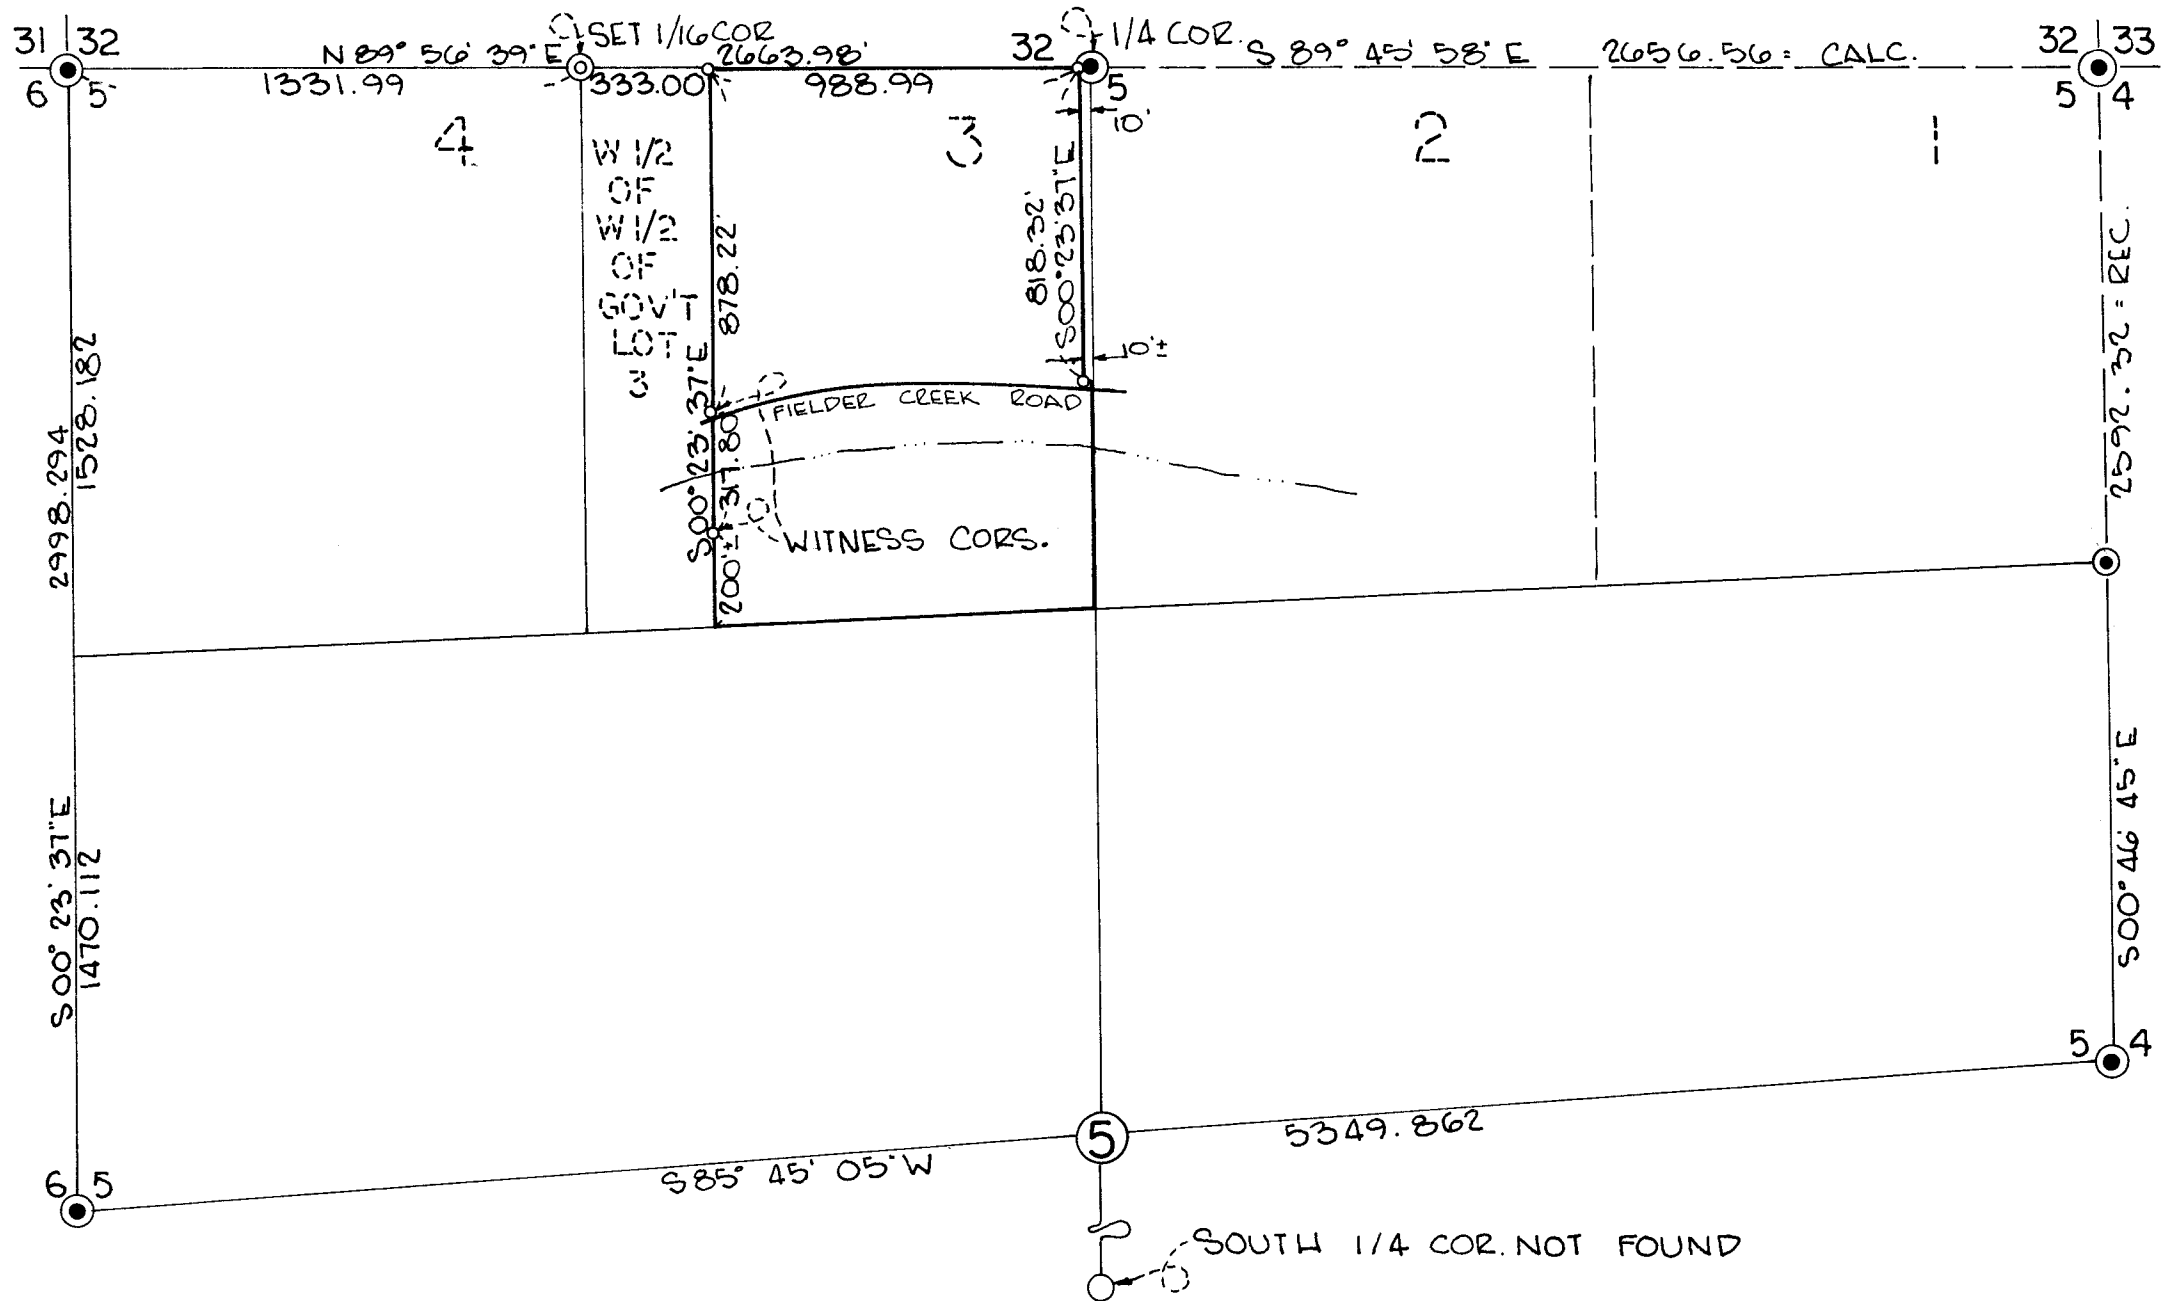 31 32
6 5
N 89° 56' 39" E
2663.98'
SET 1/16 COR
1331.99
333.00
988.99
32
1/4 COR.
5
10'
S 89° 45' 58" E
2656.56 = CALC.
32 33
5 4
4
W 1/2
OF
W 1/2
OF
GOV'T
LOT
3
3
2
1
878.22'
S 00° 23' 37" E
317.80
200'±
818.32'
S 00° 23' 37" E
10'±
FIELDER CREEK ROAD
WITNESS CORS.
2998.294
1528.182
S 00° 23' 37" E
1470.112
2592.32 = REC.
S 00° 46' 45" E
5 4
6 5
S 85° 45' 05" W
5
5349.862
SOUTH 1/4 COR. NOT FOUND